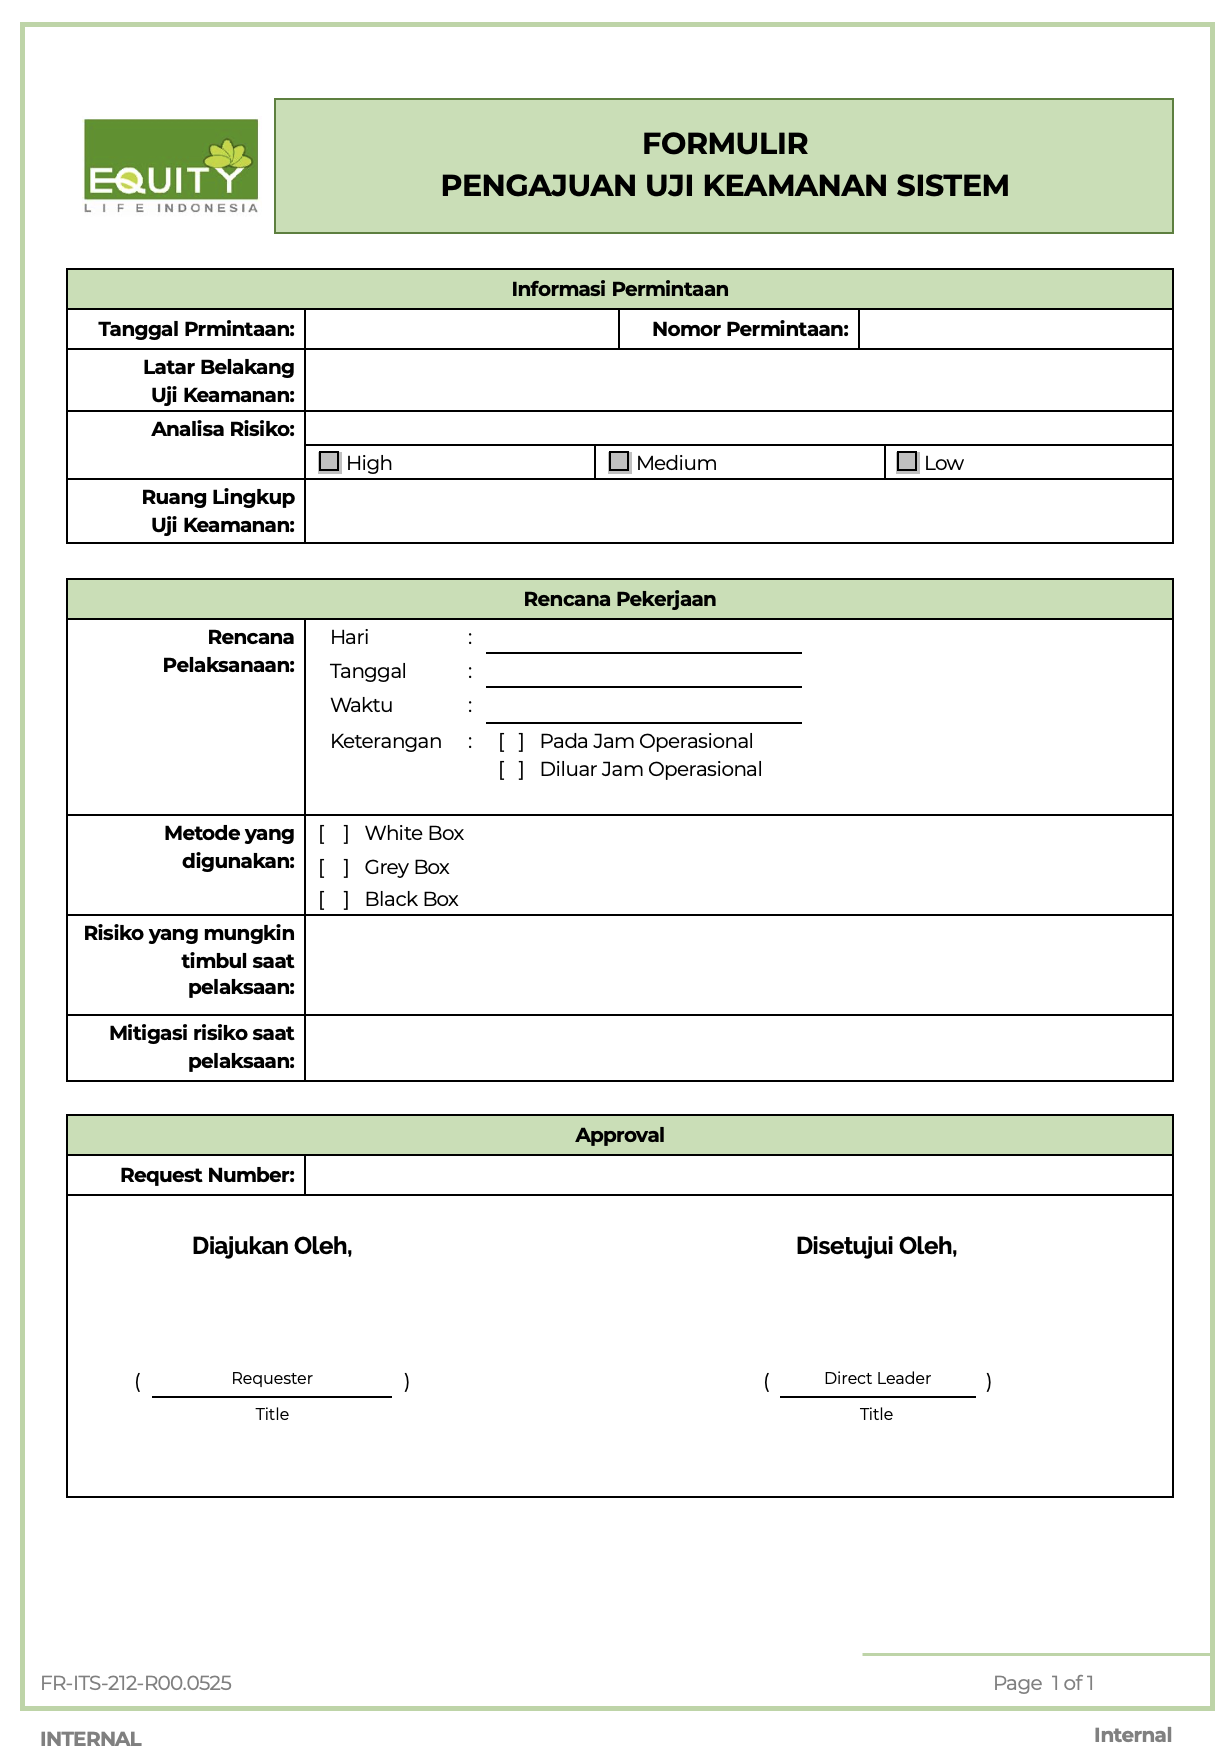 EQUITY
LIFE INDONESIA
FORMULIR
PENGAJUAN UJI KEAMANAN SISTEM
Informasi Permintaan
Tanggal Prmintaan: Nomor Permintaan:
Latar Belakang
Uji Keamanan:
Analisa Risiko:
High Medium Low
Ruang Lingkup
Uji Keamanan:
Rencana Pekerjaan
Rencana
Pelaksanaan:
Hari :
Tanggal :
Waktu :
Keterangan : [ ] Pada Jam Operasional
[ ] Diluar Jam Operasional
Metode yang
digunakan:
[ ] White Box
[ ] Grey Box
[ ] Black Box
Risiko yang mungkin
timbul saat
pelaksaan:
Mitigasi risiko saat
pelaksaan:
Approval
Request Number:
Diajukan Oleh, Disetujui Oleh,
( Requester ) ( Direct Leader )
Title Title
FR-ITS-212-R00.0525 Page 1 of 1
INTERNAL Internal